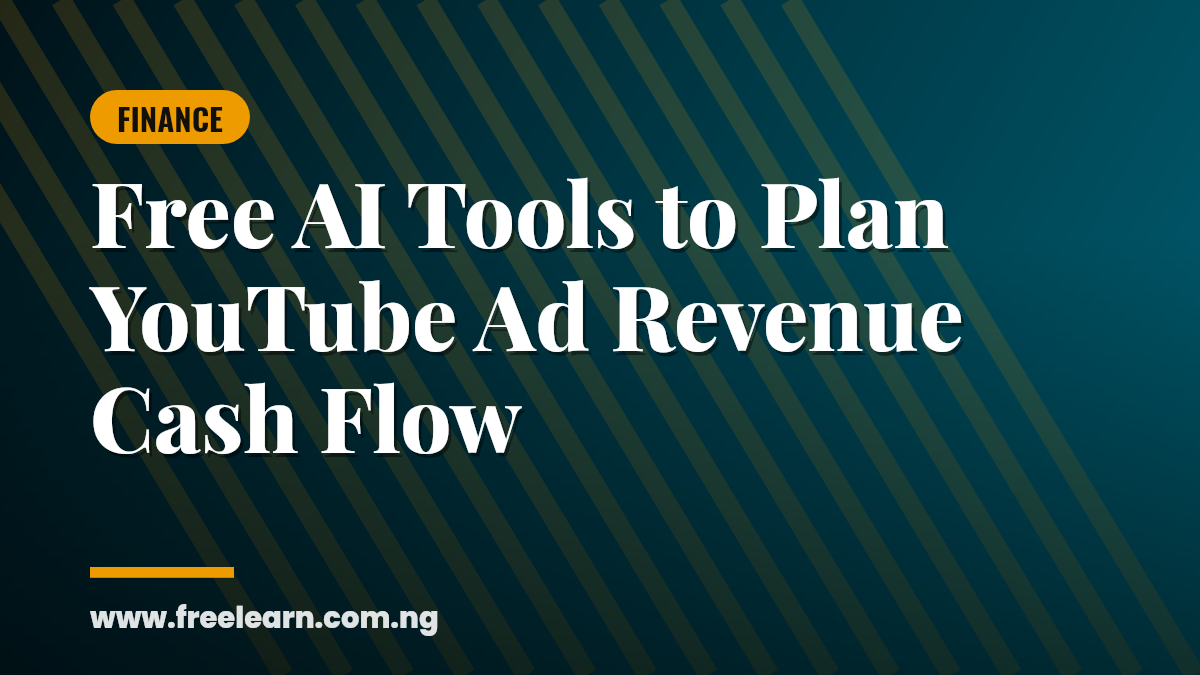 FINANCE
Free AI Tools to Plan
YouTube Ad Revenue
Cash Flow
www.freelearn.com.ng